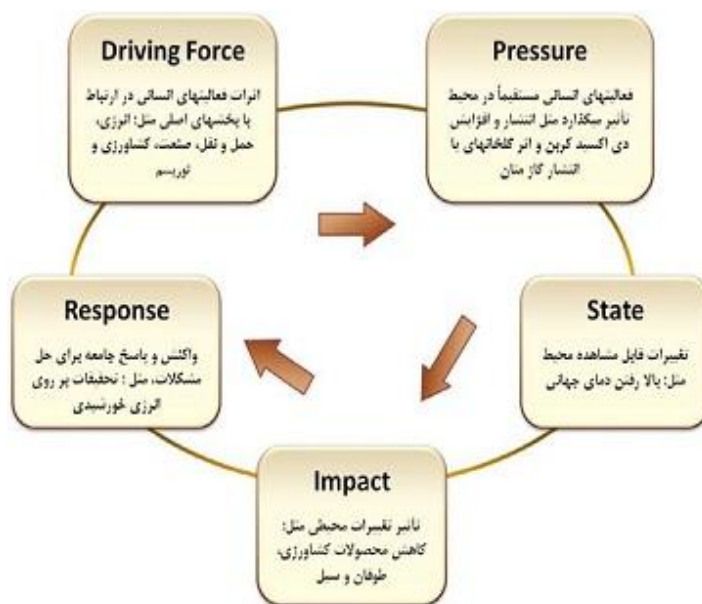 Driving Force
اثرات فعالیتهای انسانی در ارتباط
با بخشهای اصلی مثل: انرژی،
حمل و نقل، صنعت، کشاورزی و
توریسم
Pressure
فعالیتهای انسانی مستقیماً در محیط
تأثیر میگذارد مثل انتشار و افزایش
دی اکسید کربن و اثر گلخانهای یا
انتشار گاز متان
Response
واکنش و پاسخ جامعه برای حل
مشکلات، مثل : تحقیقات بر روی
انرژی خورشیدی
State
تغییرات قابل مشاهده محیط
مثل: بالا رفتن دمای جهانی
Impact
تأثیر تغییرات محیطی مثل:
کاهش محصولات کشاورزی،
طوفان و سیل